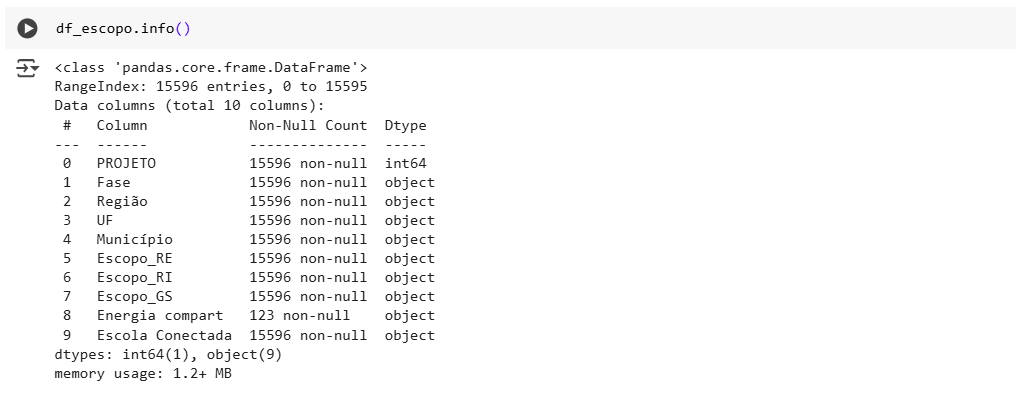 df_escopo.info()
<class 'pandas.core.frame.DataFrame'>
RangeIndex: 15596 entries, 0 to 15595
Data columns (total 10 columns):
 #   Column            Non-Null Count  Dtype
---  ------            --------------  -----
 0   PROJETO           15596 non-null  int64
 1   Fase              15596 non-null  object
 2   Região            15596 non-null  object
 3   UF                15596 non-null  object
 4   Município         15596 non-null  object
 5   Escopo_RE         15596 non-null  object
 6   Escopo_RI         15596 non-null  object
 7   Escopo_GS         15596 non-null  object
 8   Energia compart   123 non-null    object
 9   Escola Conectada  15596 non-null  object
dtypes: int64(1), object(9)
memory usage: 1.2+ MB